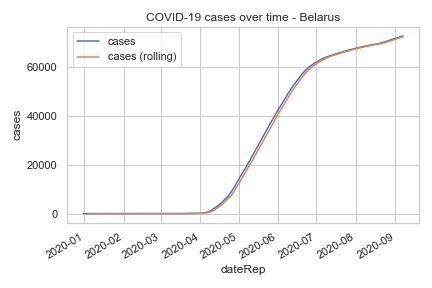 COVID-19 cases over time - Belarus
cases
cases (rolling)
60000
40000
20000
0
cases
2020-01
2020-02
2020-03
2020-04
2020-05
2020-06
2020-07
2020-08
2020-09
dateRep